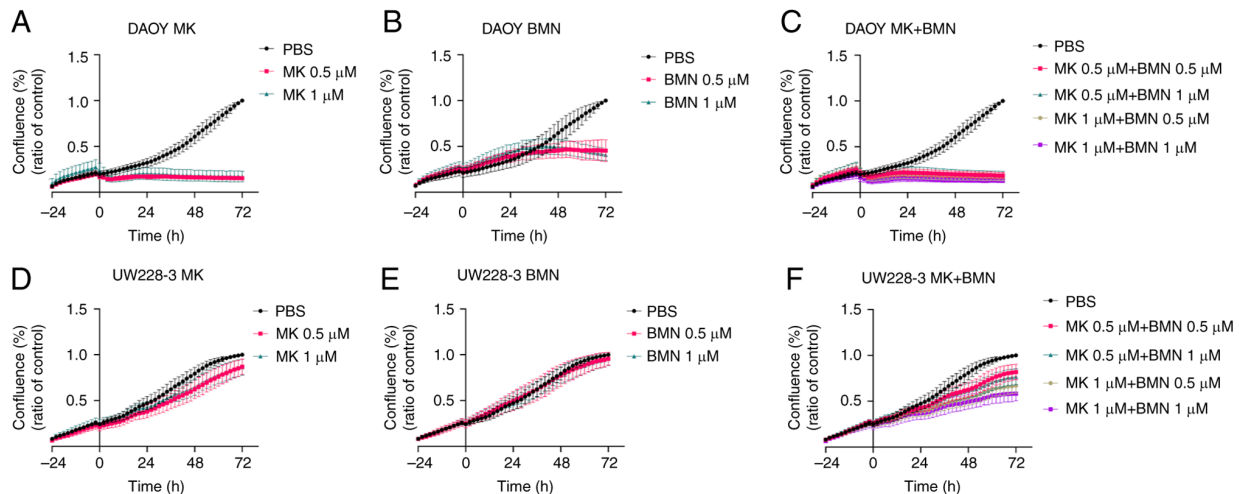 A
DAOY MK
Confluence (%)
(ratio of control)
1.5
1.0
0.5
−24
0
24
48
72
Time (h)
PBS
MK 0.5 μM
MK 1 μM
B
DAOY BMN
Confluence (%)
(ratio of control)
1.5
1.0
0.5
−24
0
24
48
72
Time (h)
PBS
BMN 0.5 μM
BMN 1 μM
C
DAOY MK+BMN
Confluence (%)
(ratio of control)
1.5
1.0
0.5
−24
0
24
48
72
Time (h)
PBS
MK 0.5 μM+BMN 0.5 μM
MK 0.5 μM+BMN 1 μM
MK 1 μM+BMN 0.5 μM
MK 1 μM+BMN 1 μM
D
UW228-3 MK
Confluence (%)
(ratio of control)
1.5
1.0
0.5
−24
0
24
48
72
Time (h)
PBS
MK 0.5 μM
MK 1 μM
E
UW228-3 BMN
Confluence (%)
(ratio of control)
1.5
1.0
0.5
−24
0
24
48
72
Time (h)
PBS
BMN 0.5 μM
BMN 1 μM
F
UW228-3 MK+BMN
Confluence (%)
(ratio of control)
1.5
1.0
0.5
−24
0
24
48
72
Time (h)
PBS
MK 0.5 μM+BMN 0.5 μM
MK 0.5 μM+BMN 1 μM
MK 1 μM+BMN 0.5 μM
MK 1 μM+BMN 1 μM